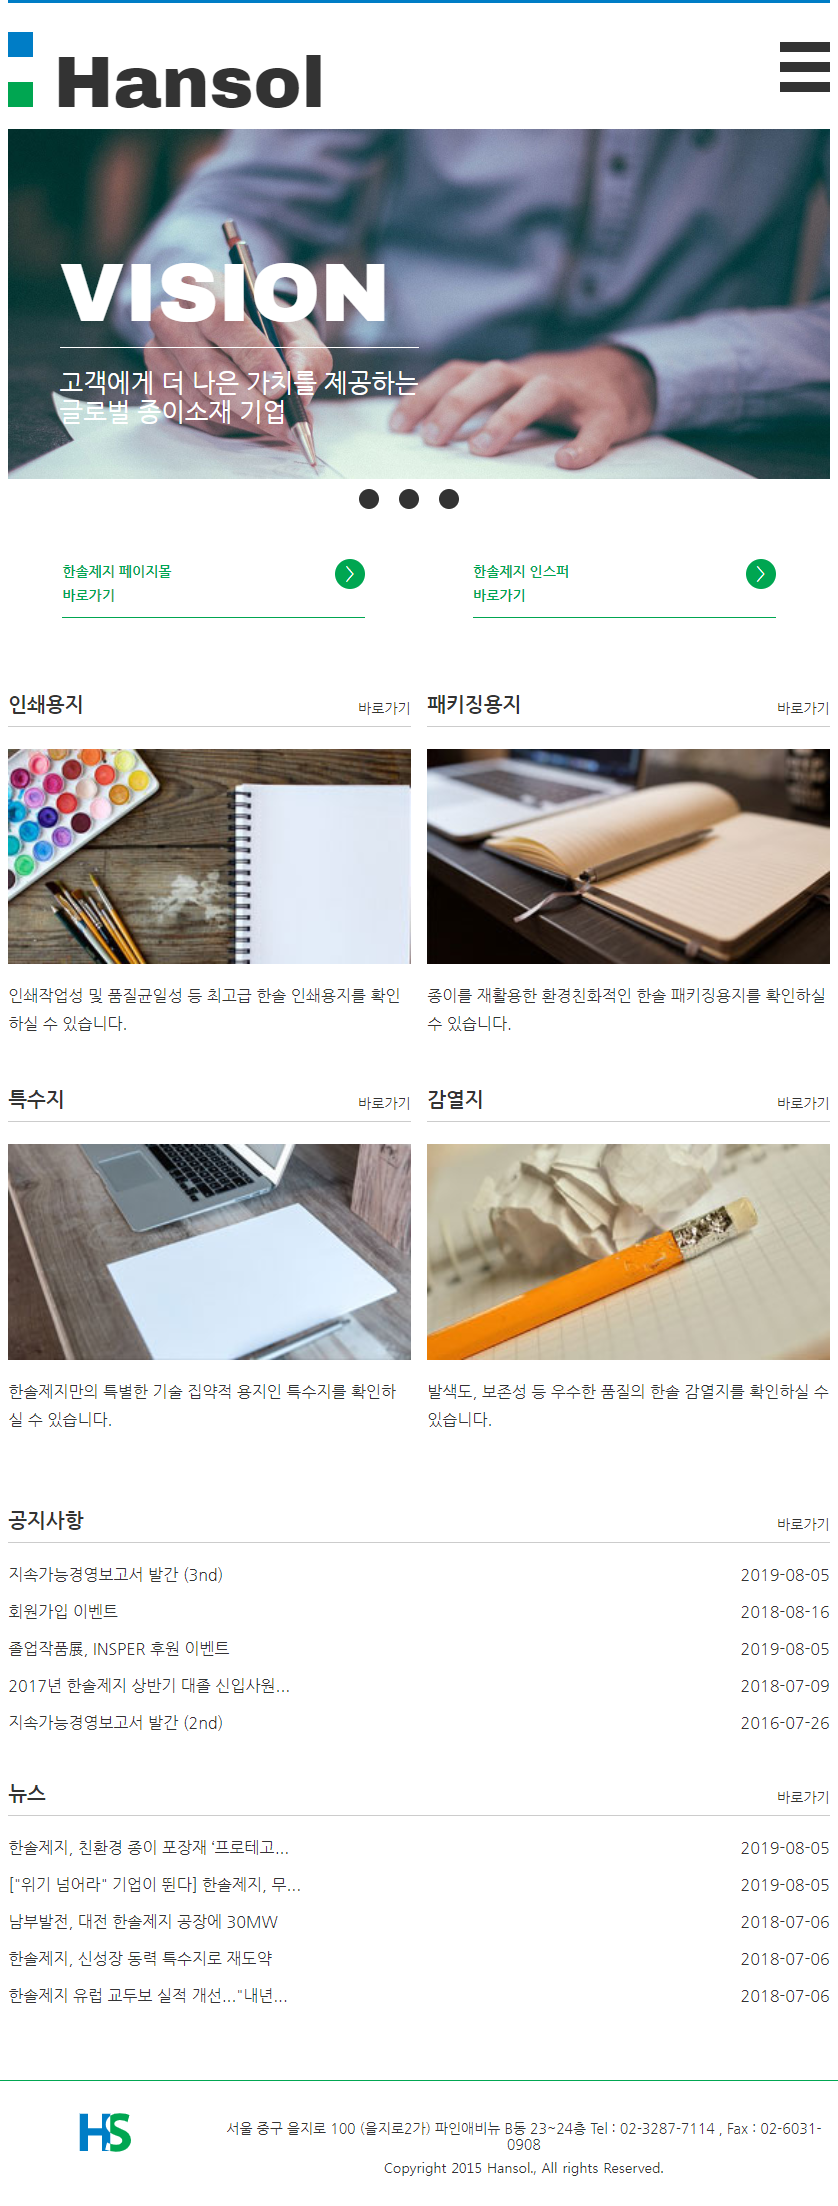 Hansol
VISION
고객에게 더 나은 가치를 제공하는
글로벌 종이소재 기업
한솔제지 페이지몰
바로가기
한솔제지 인스퍼
바로가기
인쇄용지 바로가기
패키징용지 바로가기
인쇄작업성 및 품질균일성 등 최고급 한솔 인쇄용지를 확인
하실 수 있습니다.
종이를 재활용한 환경친화적인 한솔 패키징용지를 확인하실
수 있습니다.
특수지 바로가기
감열지 바로가기
한솔제지만의 특별한 기술 집약적 용지인 특수지를 확인하
실 수 있습니다.
발색도, 보존성 등 우수한 품질의 한솔 감열지를 확인하실 수
있습니다.
공지사항 바로가기
지속가능경영보고서 발간 (3nd) 2019-08-05
회원가입 이벤트 2018-08-16
졸업작품展, INSPER 후원 이벤트 2019-08-05
2017년 한솔제지 상반기 대졸 신입사원... 2018-07-09
지속가능경영보고서 발간 (2nd) 2016-07-26
뉴스 바로가기
한솔제지, 친환경 종이 포장재 ‘프로테고... 2019-08-05
["위기 넘어라" 기업이 뛴다] 한솔제지, 무... 2019-08-05
남부발전, 대전 한솔제지 공장에 30MW 2018-07-06
한솔제지, 신성장 동력 특수지로 재도약 2018-07-06
한솔제지 유럽 교두보 실적 개선..."내년... 2018-07-06
HS
서울 중구 을지로 100 (을지로2가) 파인애비뉴 B동 23~24층 Tel : 02-3287-7114 , Fax : 02-6031-
0908
Copyright 2015 Hansol., All rights Reserved.